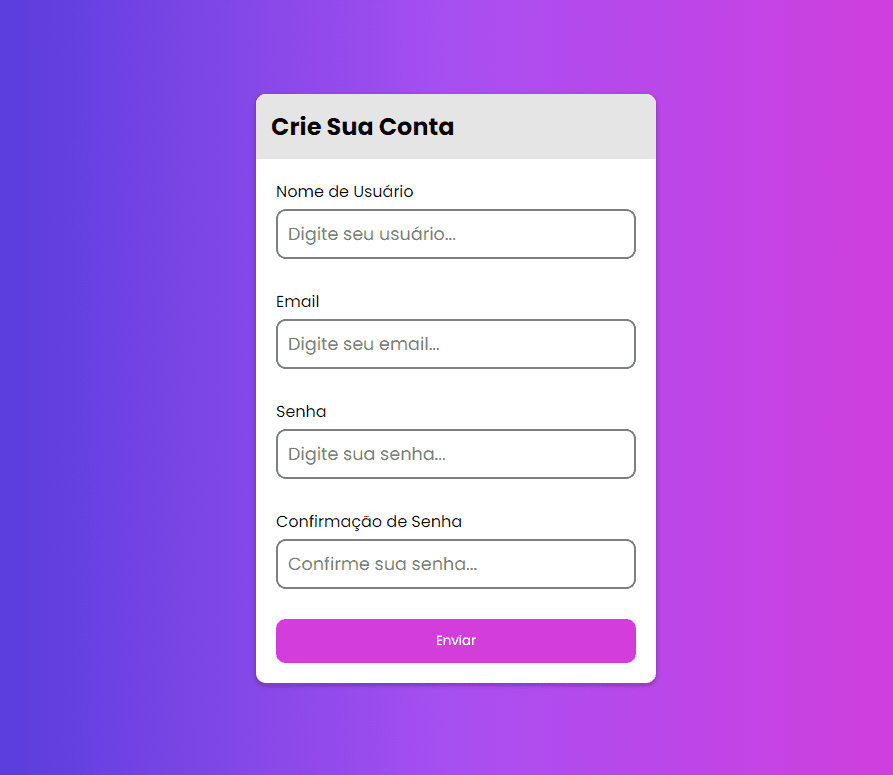 Crie Sua Conta
Nome de Usuário
Digite seu usuário...
Email
Digite seu email...
Senha
Digite sua senha...
Confirmação de Senha
Confirme sua senha...
Enviar